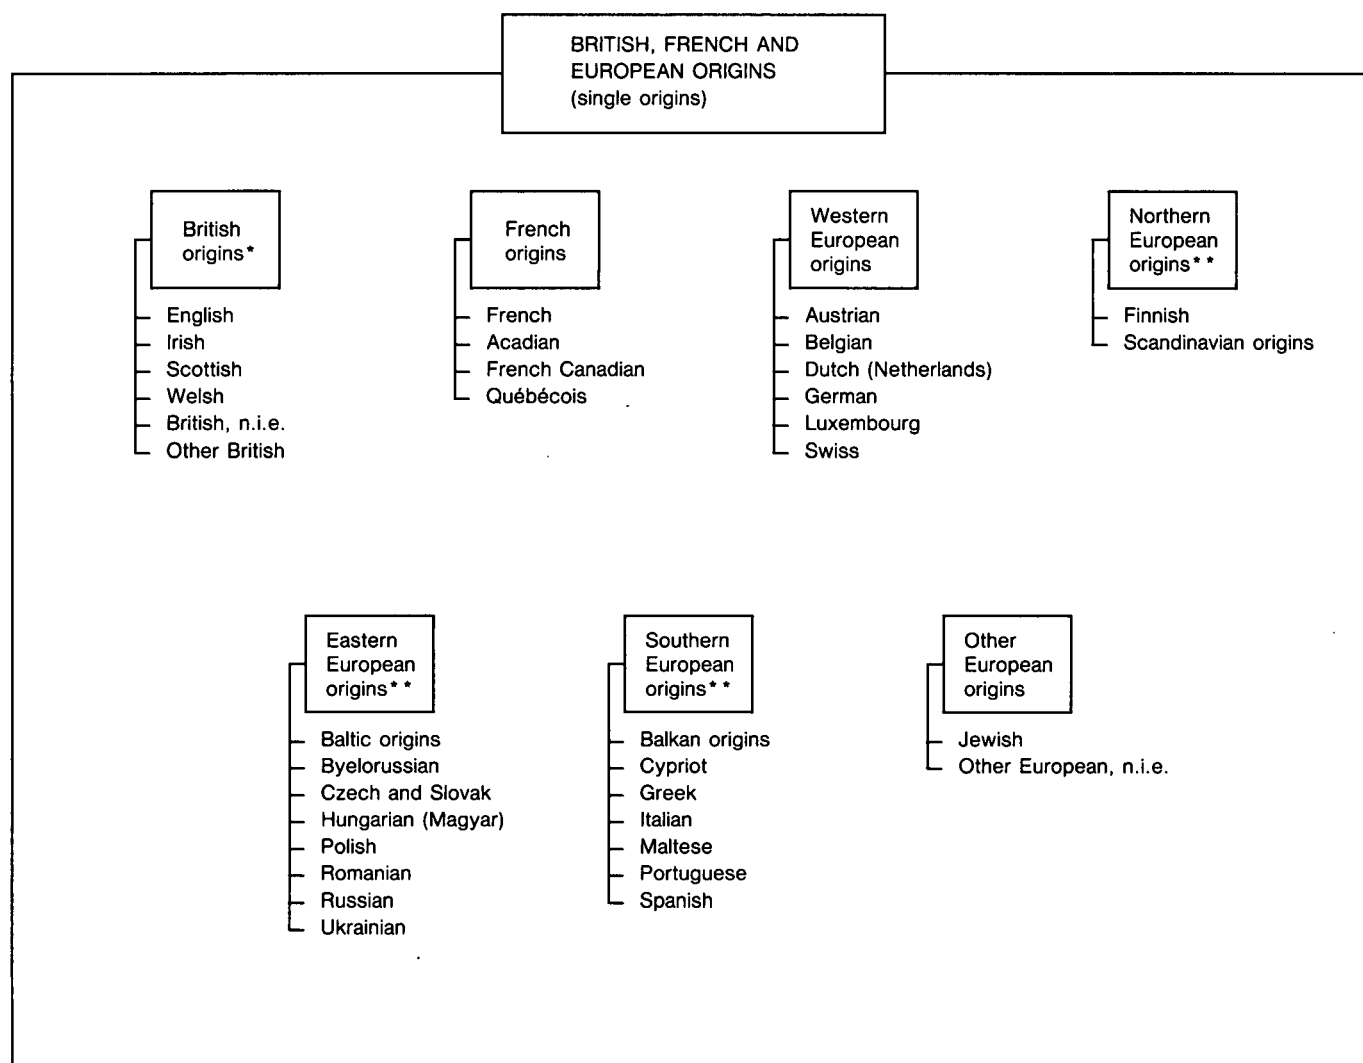 BRITISH, FRENCH AND
EUROPEAN ORIGINS
(single origins)
British
origins*
English
Irish
Scottish
Welsh
British, n.i.e.
Other British
French
origins
French
Acadian
French Canadian
Québécois
Western
European
origins
Austrian
Belgian
Dutch (Netherlands)
German
Luxembourg
Swiss
Northern
European
origins**
Finnish
Scandinavian origins
Eastern
European
origins**
Baltic origins
Byelorussian
Czech and Slovak
Hungarian (Magyar)
Polish
Romanian
Russian
Ukrainian
Southern
European
origins**
Balkan origins
Cypriot
Greek
Italian
Maltese
Portuguese
Spanish
Other
European
origins
Jewish
Other European, n.i.e.